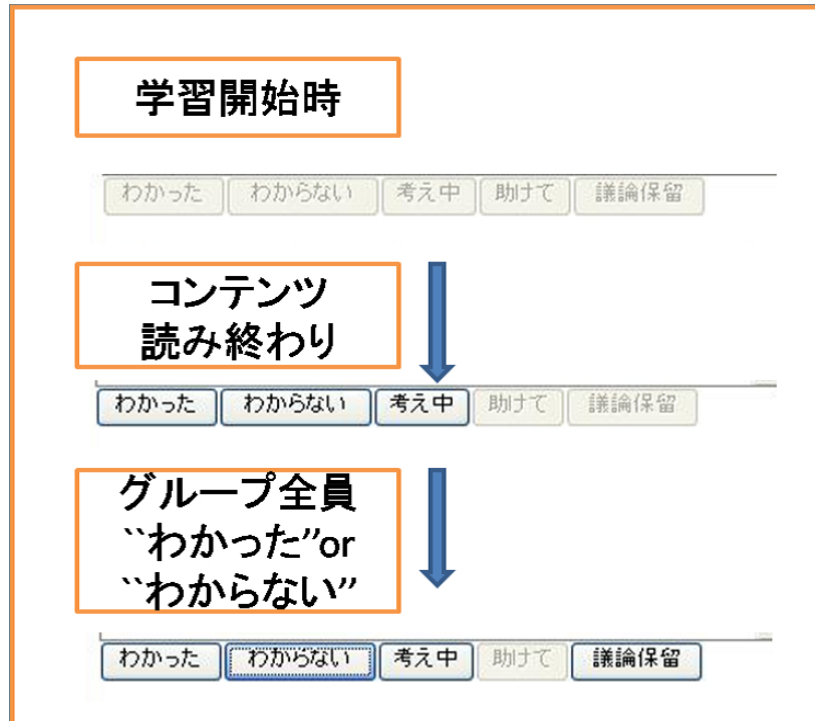 学習開始時
わかった わからない 考え中 助けて 議論保留
コンテンツ
読み終わり
わかった わからない 考え中 助けて 議論保留
グループ全員
``わかった”or
``わからない”
わかった わからない 考え中 助けて 議論保留